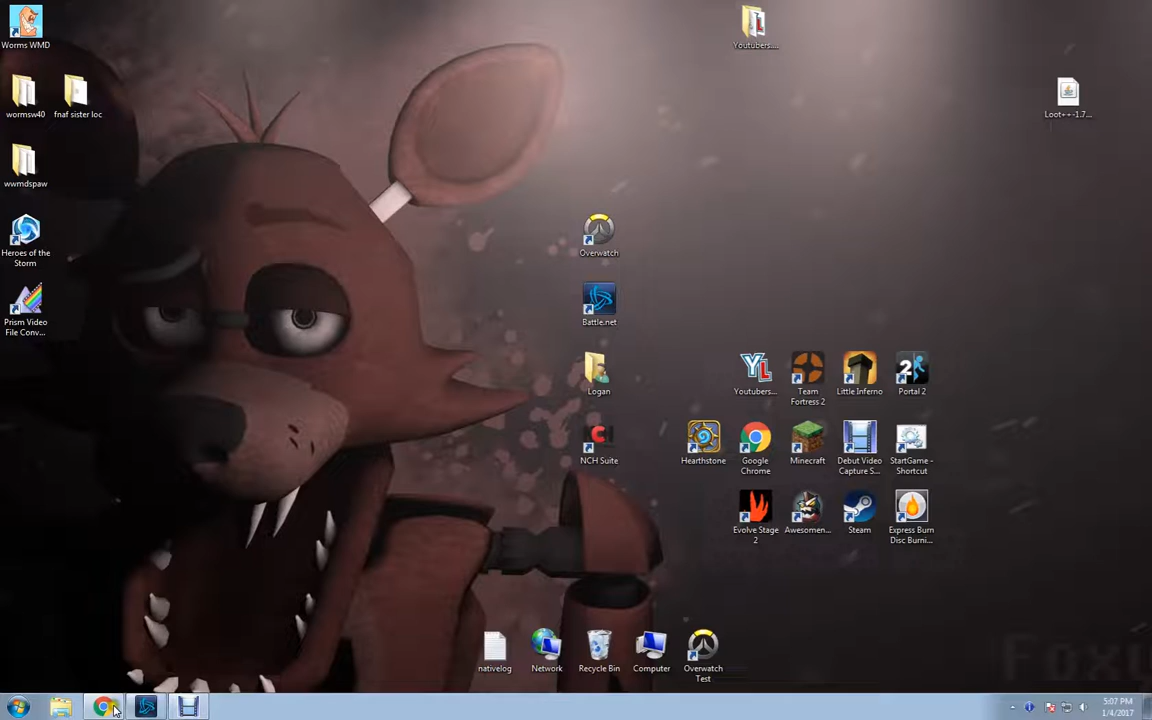 Worms WMD
wormsw40
fnaf sister loc
wwmdspaw
Heroes of the
Storm
Prism Video
File Conv...
Youtubers....
Loot++-1.7...
Overwatch
Battle.net
Logan
NCH Suite
Youtubers...
Team
Fortress 2
Little Inferno
Portal 2
Hearthstone
Google
Chrome
Minecraft
Debut Video
Capture S...
StartGame -
Shortcut
Evolve Stage
2
Awesomen...
Steam
Express Burn
Disc Burni...
nativelog
Network
Recycle Bin
Computer
Overwatch
Test
5:07 PM
1/4/2017